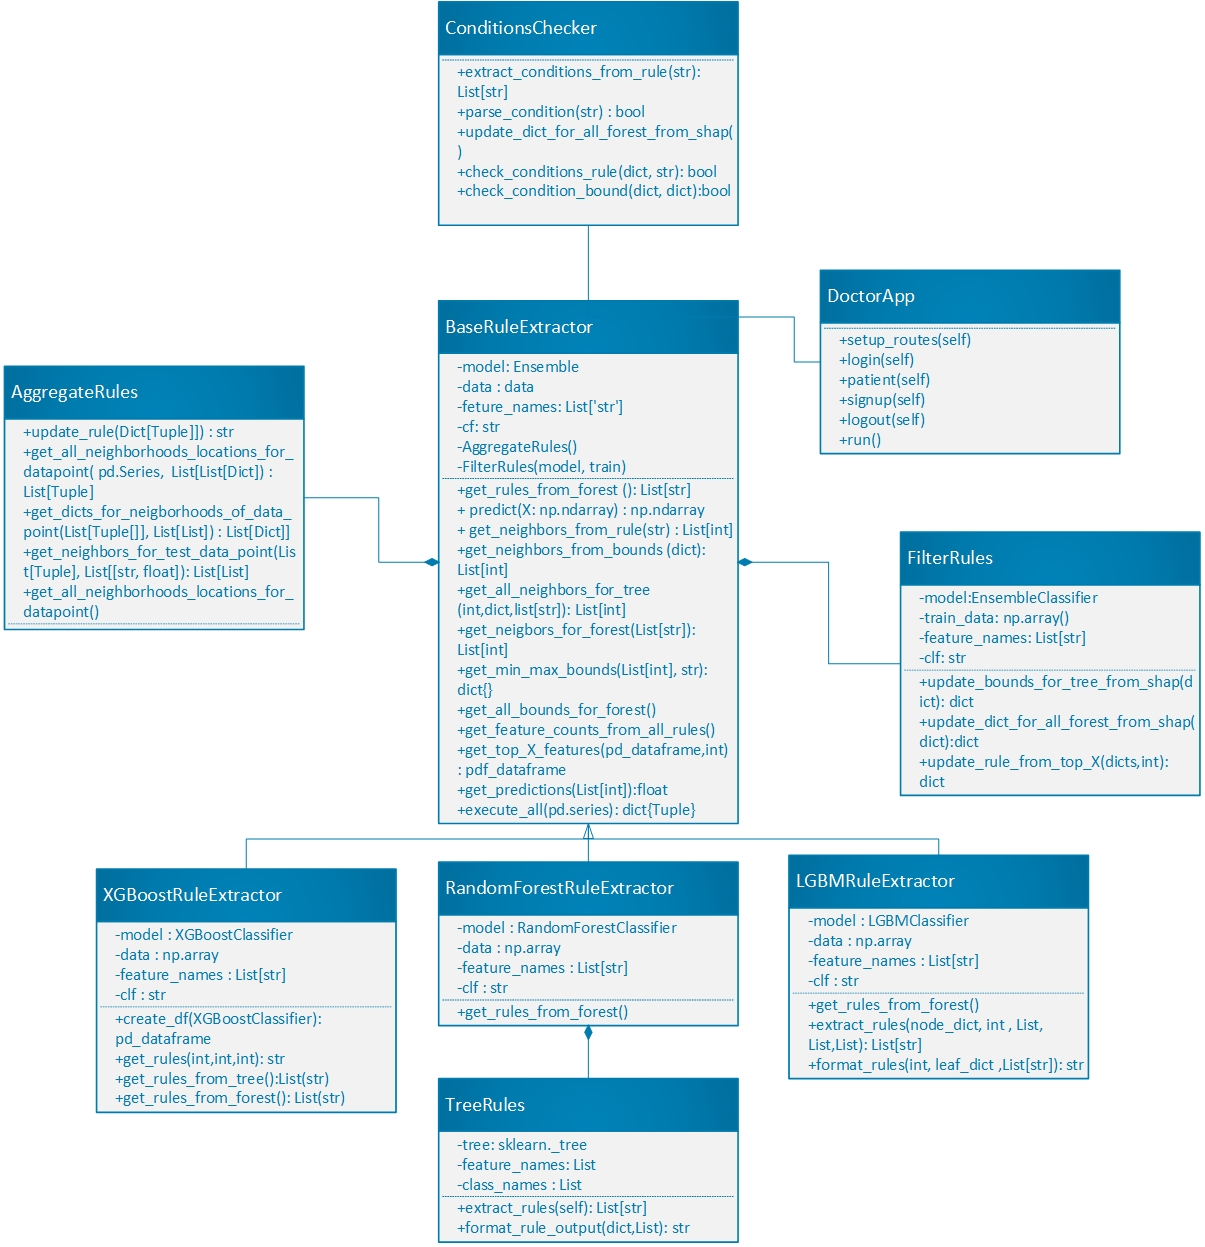 ConditionsChecker
+extract_conditions_from_rule(str):
List[str]
+parse_condition(str) : bool
+update_dict_for_all_forest_from_shap(
)
+check_conditions_rule(dict, str): bool
+check_condition_bound(dict, dict):bool
DoctorApp
+setup_routes(self)
+login(self)
+patient(self)
+signup(self)
+logout(self)
+run()
BaseRuleExtractor
-model: Ensemble
-data : data
-feture_names: List['str']
-cf: str
-AggregateRules()
-FilterRules(model, train)
+get_rules_from_forest (): List[str]
+ predict(X: np.ndarray) : np.ndarray
+ get_neighbors_from_rule(str) : List[int]
+get_neighbors_from_bounds (dict):
List[int]
+get_all_neighbors_for_tree
(int,dict,list[str]): List[int]
+get_neigbors_for_forest(List[str]):
List[int]
+get_min_max_bounds(List[int], str):
dict{}
+get_all_bounds_for_forest()
+get_feature_counts_from_all_rules()
+get_top_X_features(pd_dataframe,int)
: pdf_dataframe
+get_predictions(List[int]):float
+execute_all(pd.series): dict{Tuple}
AggregateRules
+update_rule(Dict[Tuple]]) : str
+get_all_neighborhoods_locations_for_
datapoint( pd.Series,  List[List[Dict]) :
List[Tuple]
+get_dicts_for_neigborhoods_of_data_
point(List[Tuple[]], List[List]) : List[Dict]]
+get_neighbors_for_test_data_point(Lis
t[Tuple], List[[str, float]): List[List]
+get_all_neighborhoods_locations_for_
datapoint()
FilterRules
-model:EnsembleClassifier
-train_data: np.array()
-feature_names: List[str]
-clf: str
+update_bounds_for_tree_from_shap(d
ict): dict
+update_dict_for_all_forest_from_shap(
dict):dict
+update_rule_from_top_X(dicts,int):
dict
XGBoostRuleExtractor
-model : XGBoostClassifier
-data : np.array
-feature_names : List[str]
-clf : str
+create_df(XGBoostClassifier):
pd_dataframe
+get_rules(int,int,int): str
+get_rules_from_tree():List(str)
+get_rules_from_forest(): List(str)
RandomForestRuleExtractor
-model : RandomForestClassifier
-data : np.array
-feature_names : List[str]
-clf : str
+get_rules_from_forest()
LGBMRuleExtractor
-model : LGBMClassifier
-data : np.array
-feature_names : List[str]
-clf : str
+get_rules_from_forest()
+extract_rules(node_dict, int , List,
List,List): List[str]
+format_rules(int, leaf_dict ,List[str]): str
TreeRules
-tree: sklearn._tree
-feature_names: List
-class_names : List
+extract_rules(self): List[str]
+format_rule_output(dict,List): str